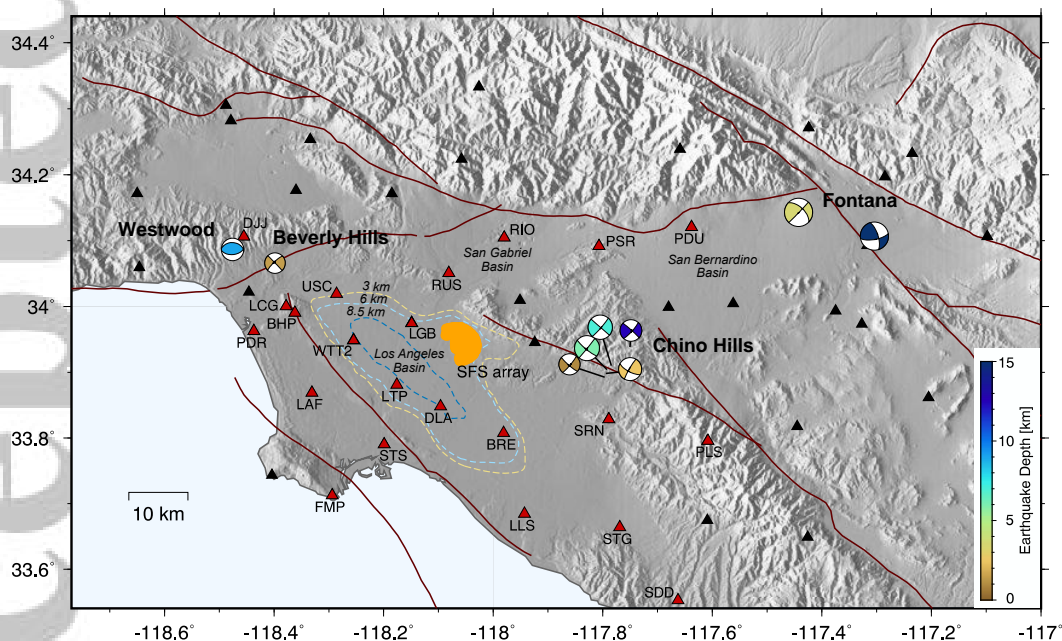 34.4°
34.2°
34°
33.8°
33.6°
Westwood
DJJ
Beverly Hills
Fontana
RIO
PSR
PDU
San Gabriel
Basin
San Bernardino
Basin
RUS
USC
3 km
6 km
8.5 km
LCG
BHP
PDR
LGB
WTT2
Los Angeles
Basin
SFS array
Chino Hills
LTP
LAF
DLA
BRE
STS
SRN
PLS
FMP
LLS
STG
SDD
10 km
15
10
5
0
Earthquake Depth [km]
-118.6
-118.4
-118.2
-118
-117.8
-117.6
-117.4
-117.2
-117